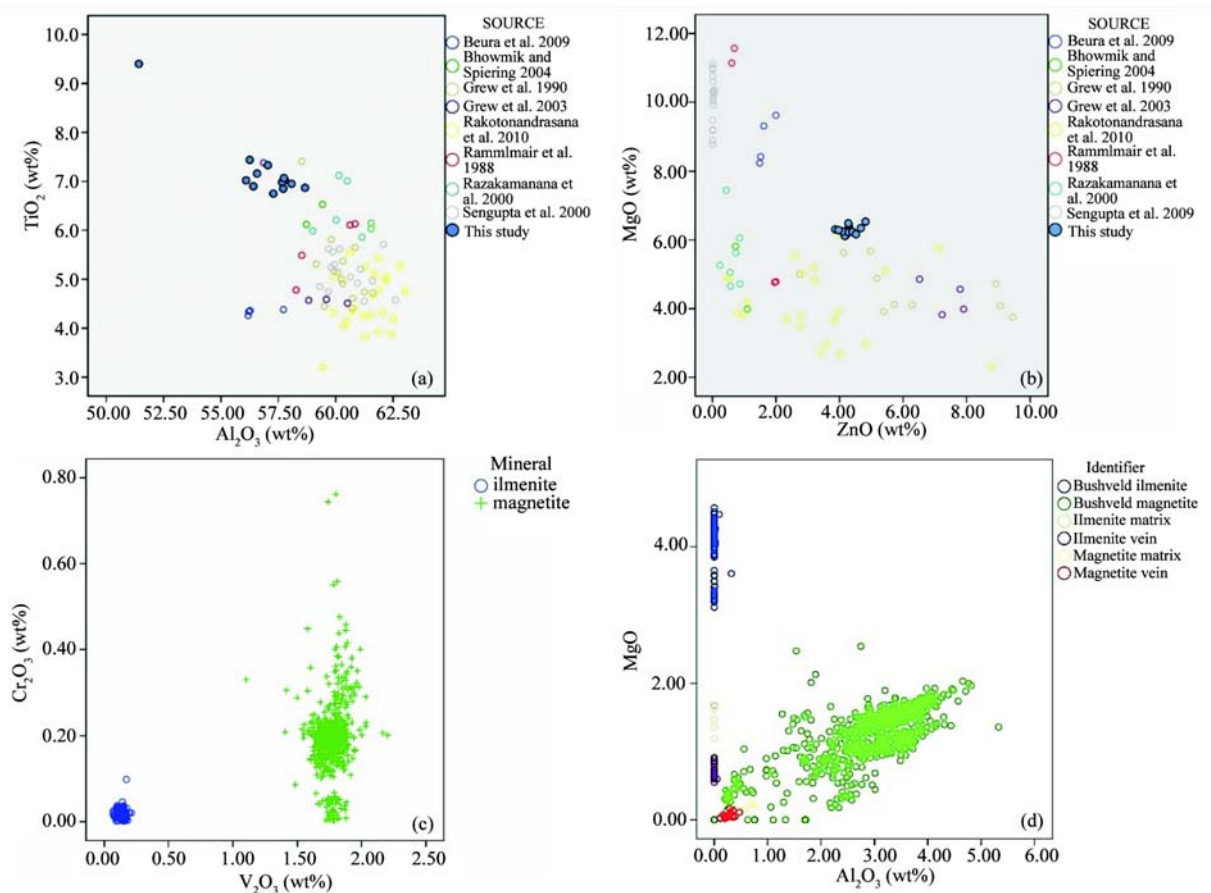 SOURCE
Beura et al. 2009
Bhowmik and
Spiering 2004
Grew et al. 1990
Grew et al. 2003
Rakotonandrasana
et al. 2010
Rammlmair et al.
1988
Razakamanana
et al. 2000
Sengupta et al. 2000
This study
10.0
9.0
8.0
7.0
6.0
5.0
4.0
3.0
TiO₂ (wt%)
(a)
50.00 52.50 55.00 57.50 60.00 62.50
Al₂O₃ (wt%)
SOURCE
Beura et al. 2009
Bhowmik and
Spiering 2004
Grew et al. 1990
Grew et al. 2003
Rakotonandrasana
et al. 2010
Rammlmair et al.
1988
Razakamanana
et al. 2000
Sengupta et al. 2009
This study
12.00
10.00
8.00
6.00
4.00
2.00
MgO (wt%)
(b)
0.00 2.00 4.00 6.00 8.00 10.00
ZnO (wt%)
Mineral
ilmenite
magnetite
0.80
0.60
0.40
0.20
0.00
Cr₂O₃ (wt%)
(c)
0.00 0.50 1.00 1.50 2.00 2.50
V₂O₃ (wt%)
Identifier
Bushveld ilmenite
Bushveld magnetite
Ilmenite matrix
Ilmenite vein
Magnetite matrix
Magnetite vein
4.00
2.00
0.00
MgO
(d)
0.00 1.00 2.00 3.00 4.00 5.00 6.00
Al₂O₃ (wt%)